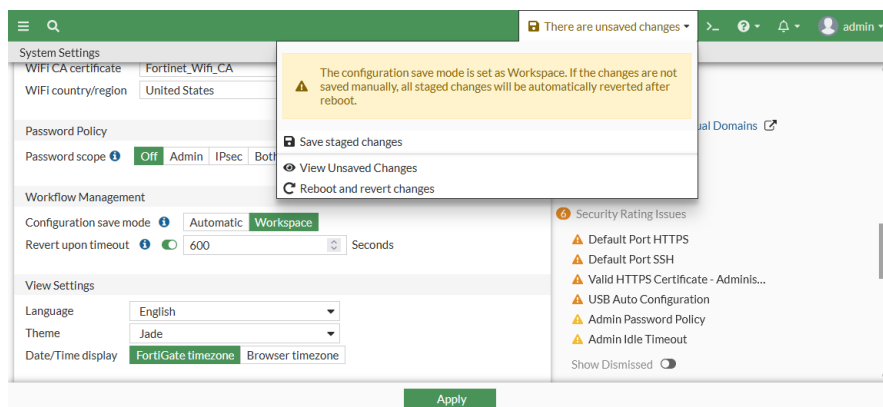 There are unsaved changes
>_
admin
System Settings
WiFi CA certificate Fortinet_Wifi_CA
WiFi country/region United States
The configuration save mode is set as Workspace. If the changes are not
saved manually, all staged changes will be automatically reverted after
reboot.
Save staged changes
View Unsaved Changes
Reboot and revert changes
ual Domains
Password Policy
Password scope Off Admin IPsec Both
Workflow Management
Configuration save mode Automatic Workspace
Revert upon timeout 600 Seconds
View Settings
Language English
Theme Jade
Date/Time display FortiGate timezone Browser timezone
6 Security Rating Issues
Default Port HTTPS
Default Port SSH
Valid HTTPS Certificate - Adminis...
USB Auto Configuration
Admin Password Policy
Admin Idle Timeout
Show Dismissed
Apply